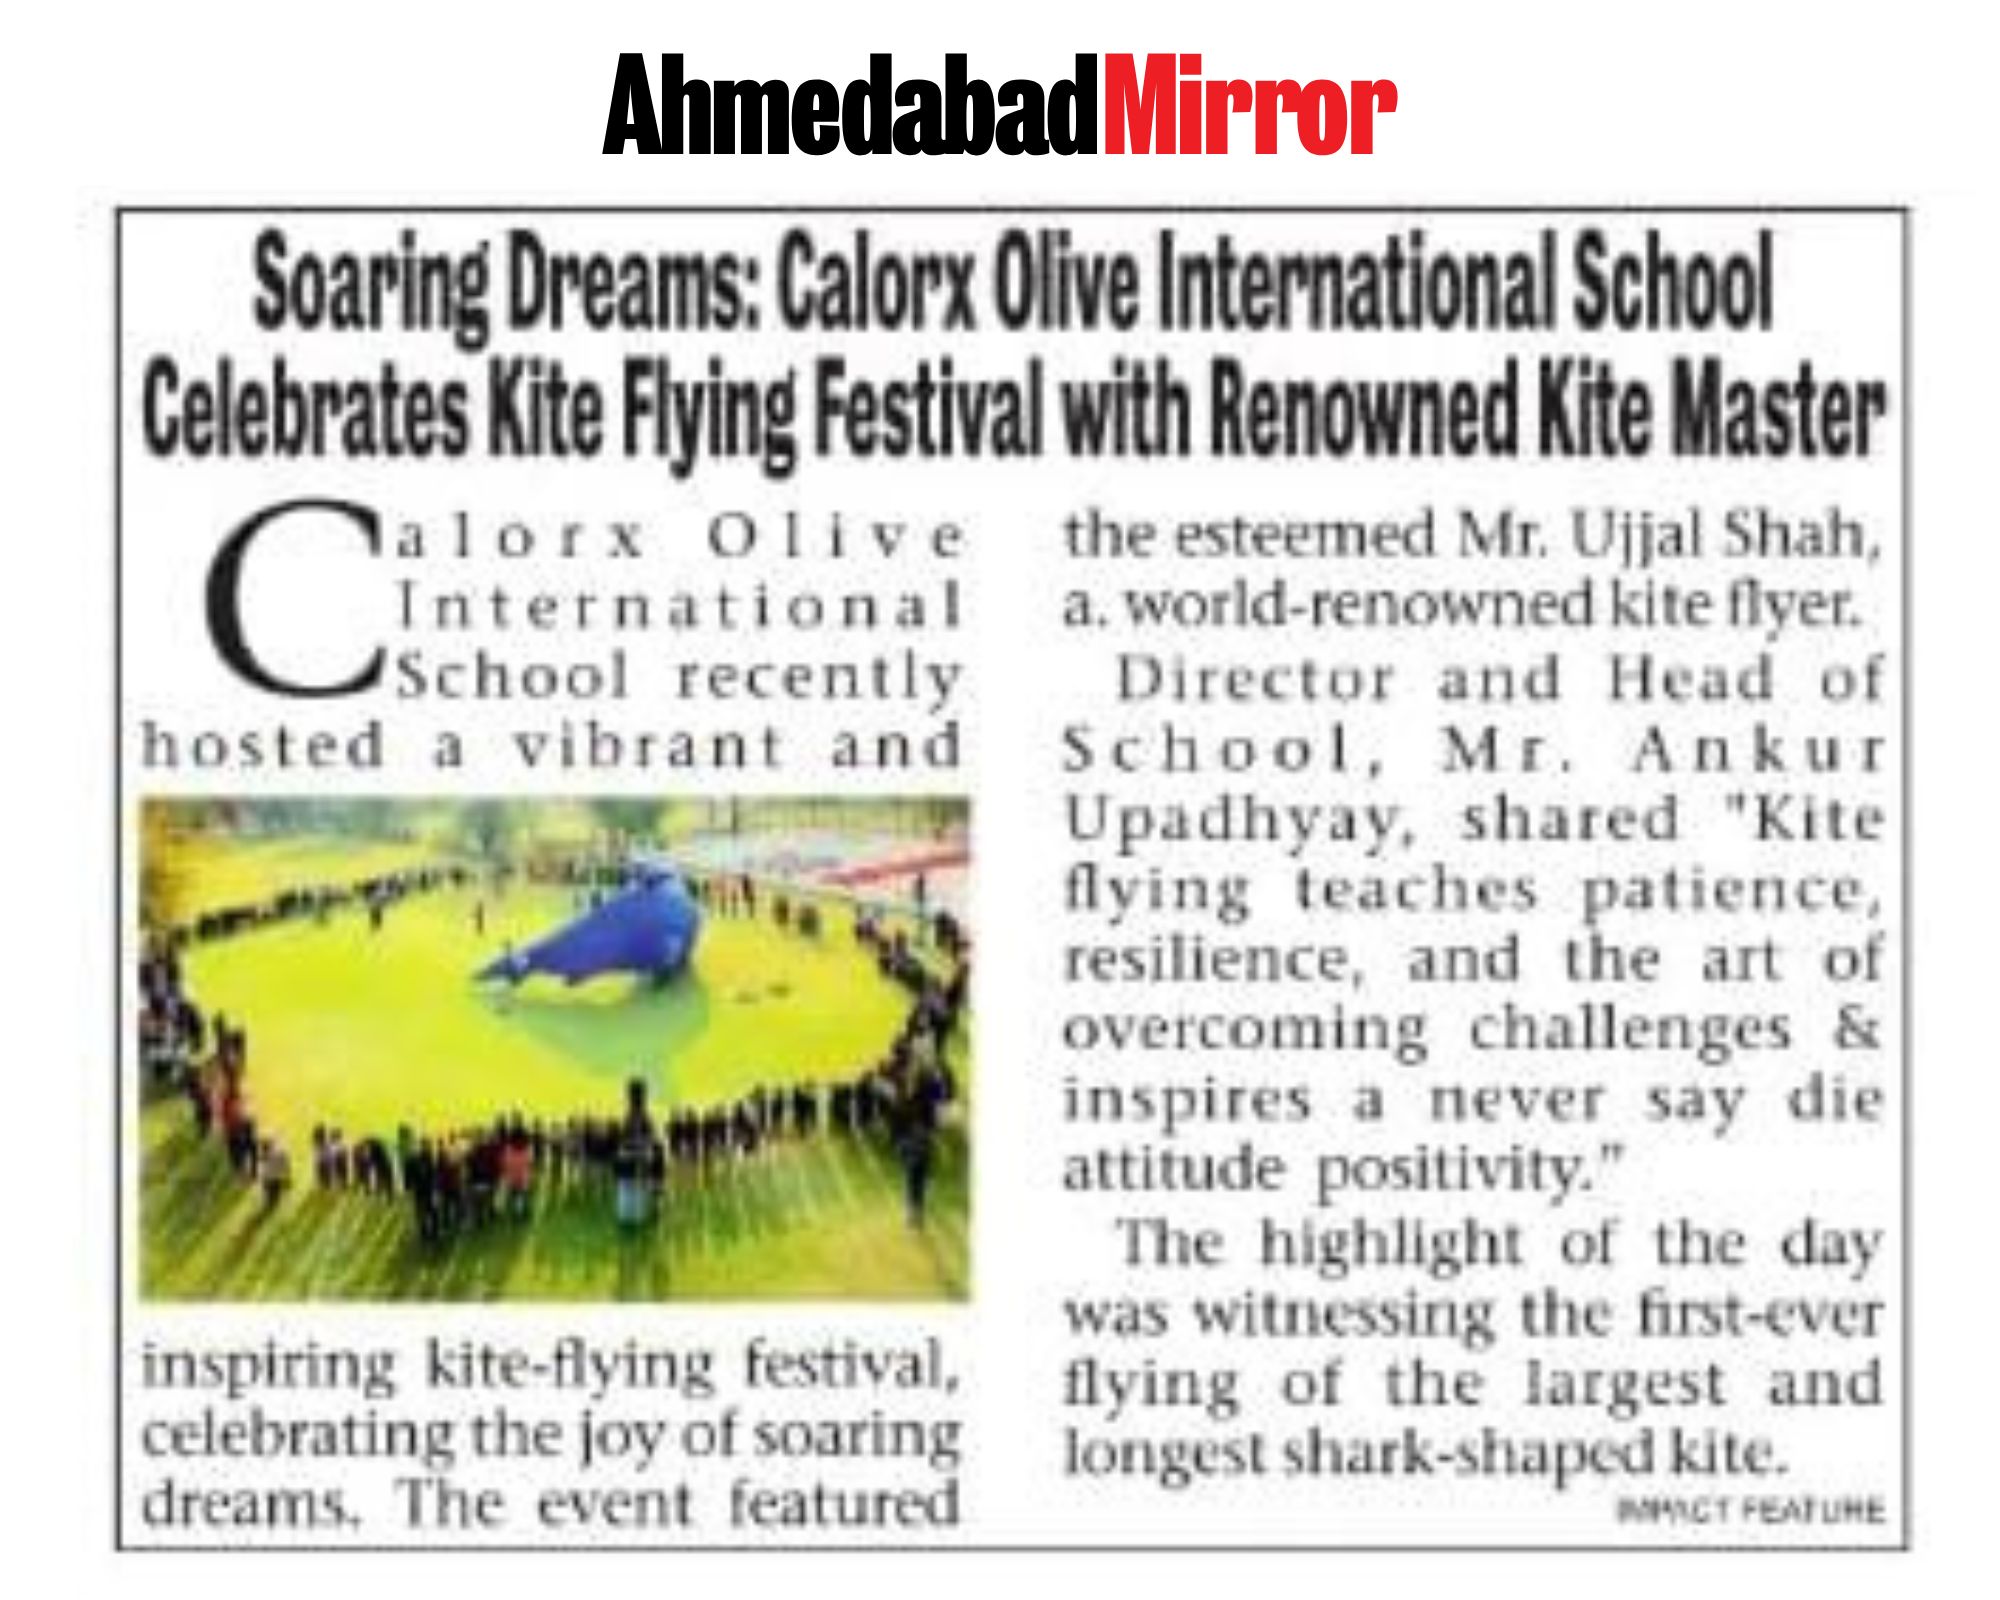 AhmedabadMirror
Soaring Dreams: Calorx Olive International School
Celebrates Kite Flying Festival with Renowned Kite Master
Calorx Olive
International
School recently
hosted a vibrant and
inspiring kite-flying festival,
celebrating the joy of soaring
dreams. The event featured
the esteemed Mr. Ujjal Shah,
a. world-renowned kite flyer.
Director and Head of
School, Mr. Ankur
Upadhyay, shared "Kite
flying teaches patience,
resilience, and the art of
overcoming challenges &
inspires a never say die
attitude positivity."
The highlight of the day
was witnessing the first-ever
flying of the largest and
longest shark-shaped kite.
IMPACT FEATURE